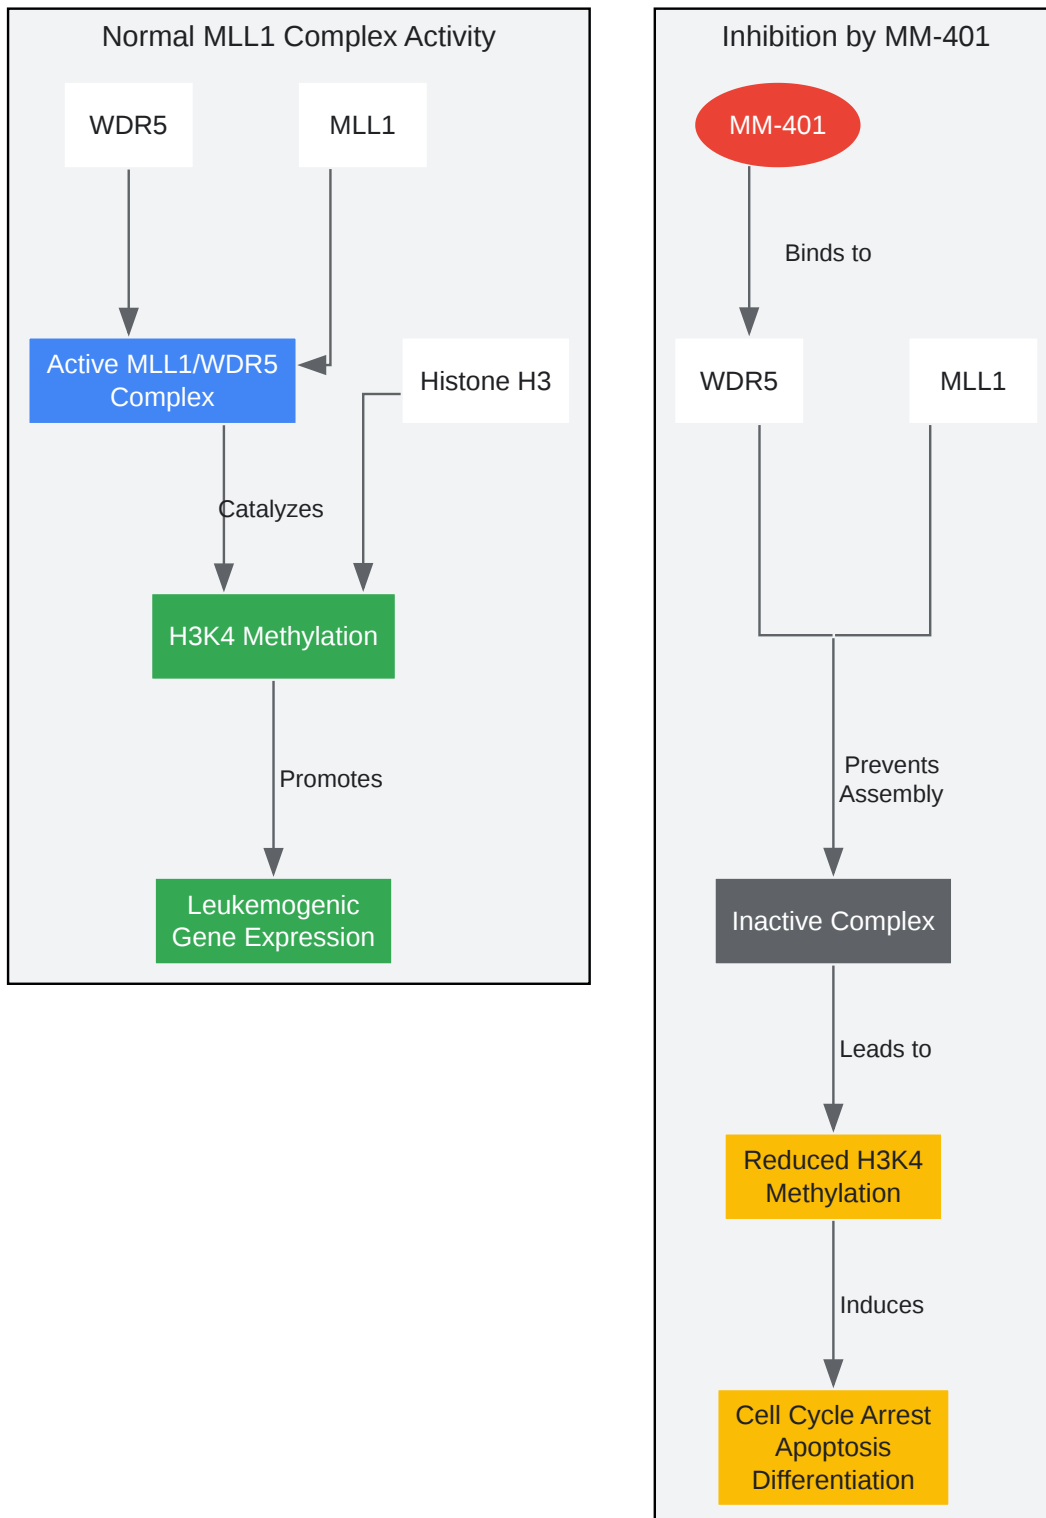 Normal MLL1 Complex Activity
WDR5
MLL1
Active MLL1/WDR5
Complex
Histone H3
Catalyzes
H3K4 Methylation
Promotes
Leukemogenic
Gene Expression
Inhibition by MM-401
MM-401
Binds to
WDR5
MLL1
Prevents
Assembly
Inactive Complex
Leads to
Reduced H3K4
Methylation
Induces
Cell Cycle Arrest
Apoptosis
Differentiation